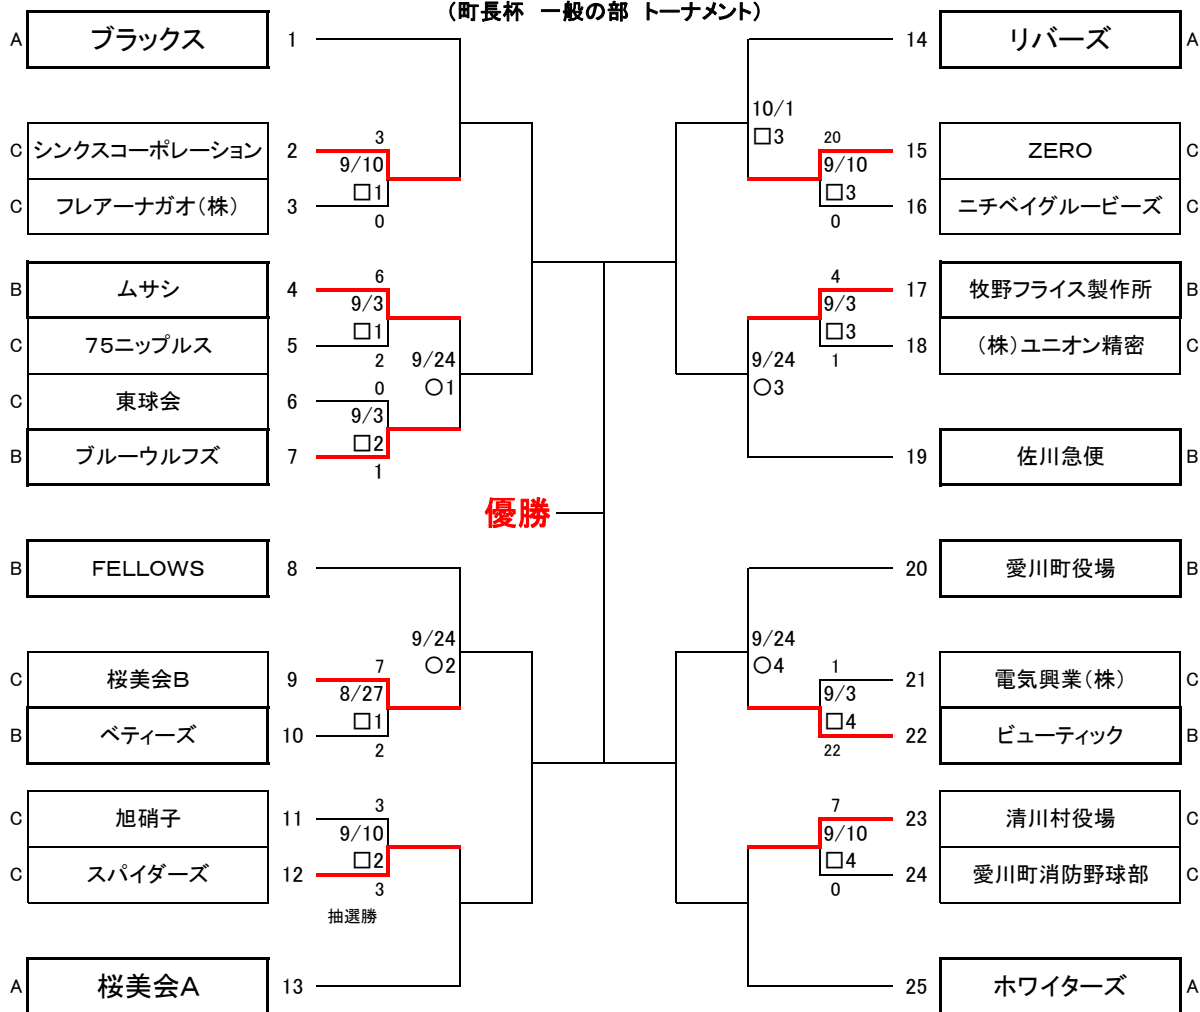 （町長杯　一般の部　トーナメント）
A ブラックス 1
14 リバーズ A
10/1
□3
C シンクスコーポレーション 2
3
9/10
□1
C フレアーナガオ（株） 3
0
20
15 ZERO C
9/10
□3
16 ニチベイグルービーズ C
0
B ムサシ 4
6
9/3
□1
C 75ニップルス 5
2
9/24
○1
C 東球会 6
0
9/3
□2
B ブルーウルフズ 7
1
4
17 牧野フライス製作所 B
9/3
□3
18 （株）ユニオン精密 C
1
9/24
○3
19 佐川急便 B
優勝
B FELLOWS 8
9/24
○2
C 桜美会B 9
7
8/27
□1
B ベティーズ 10
2
20 愛川町役場 B
9/24
○4
1
21 電気興業（株） C
9/3
□4
22 ビューティック B
22
C 旭硝子 11
3
9/10
□2
C スパイダーズ 12
3
抽選勝
7
23 清川村役場 C
9/10
□4
24 愛川町消防野球部 C
0
A 桜美会A 13
25 ホワイターズ A